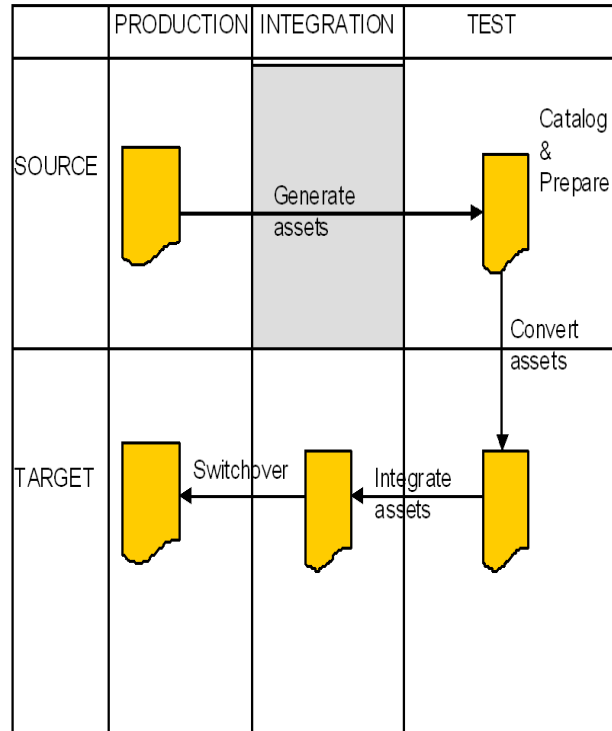 PRODUCTION
INTEGRATION
TEST
SOURCE
Catalog
&
Prepare
Generate
assets
Convert
assets
TARGET
Switchover
Integrate
assets